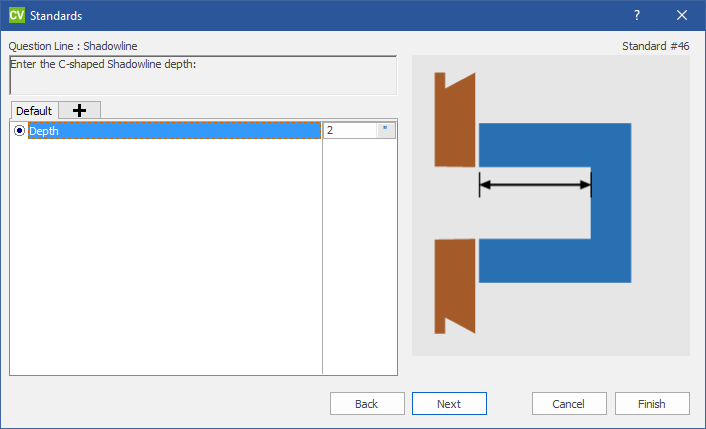 CV Standards ?
Question Line : Shadowline Standard #46
Enter the C-shaped Shadowline depth:
Default
Depth 2 "
Back Next Cancel Finish